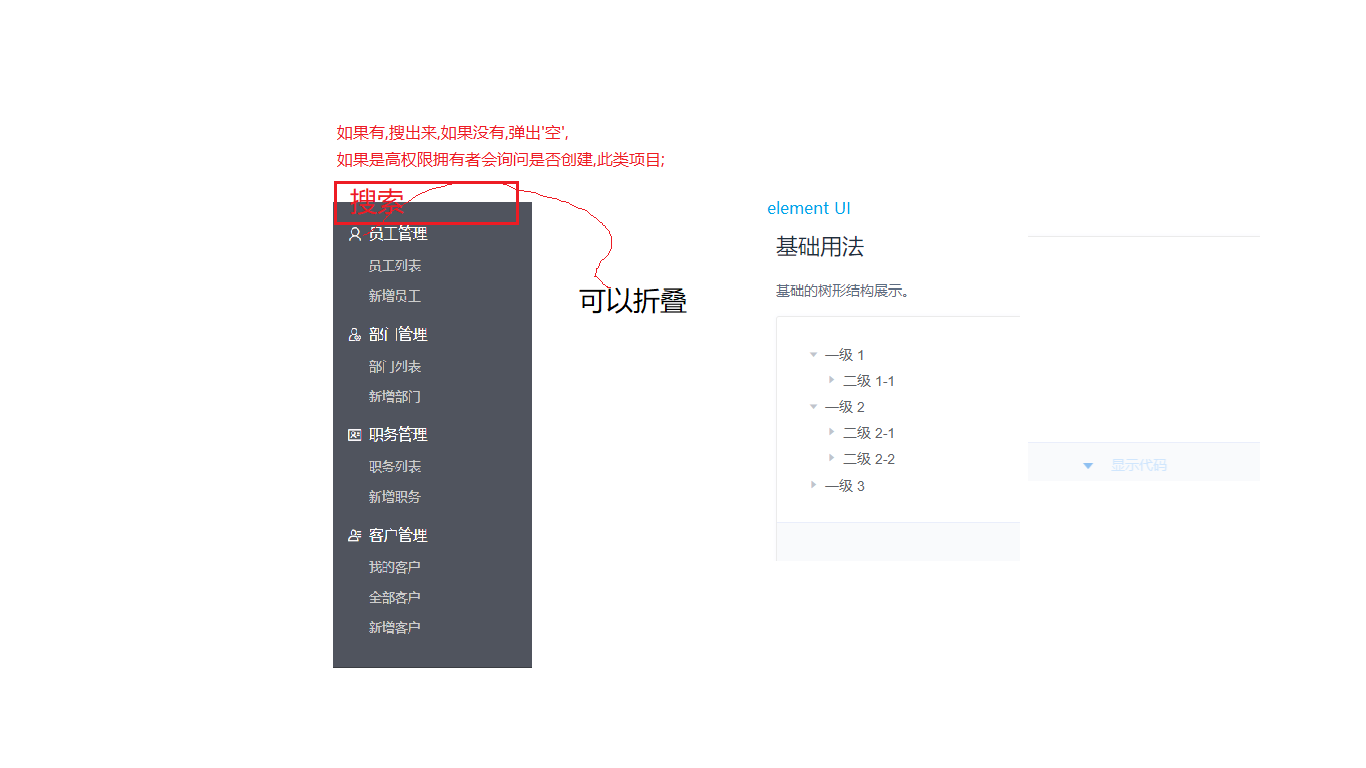 如果有,搜出来,如果没有,弹出'空',
如果是高权限拥有者会询问是否创建,此类项目;
搜索
员工管理
员工列表
新增员工
部门管理
部门列表
新增部门
职务管理
职务列表
新增职务
客户管理
我的客户
全部客户
新增客户
可以折叠
element UI
基础用法
基础的树形结构展示。
一级 1
二级 1-1
一级 2
二级 2-1
二级 2-2
一级 3
显示代码